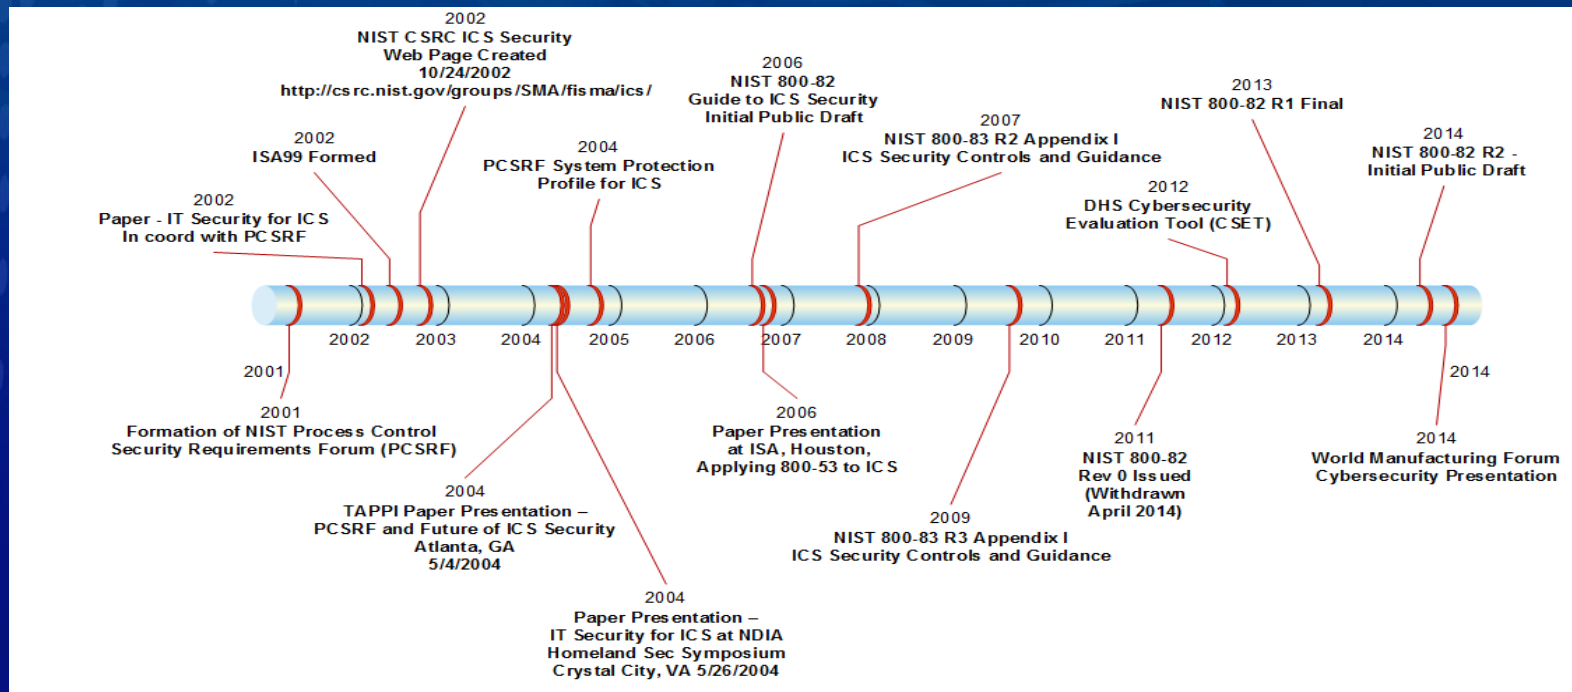 2002
NIST CSRC ICS Security
Web Page Created
10/24/2002
http://csrc.nist.gov/groups/SMA/fisma/ics/
2002
ISA99 Formed
2002
Paper - IT Security for ICS
In coord with PCSRF
2004
PCSRF System Protection
Profile for ICS
2006
NIST 800-82
Guide to ICS Security
Initial Public Draft
2007
NIST 800-83 R2 Appendix I
ICS Security Controls and Guidance
2012
DHS Cybersecurity
Evaluation Tool (CSET)
2013
NIST 800-82 R1 Final
2014
NIST 800-82 R2 -
Initial Public Draft
2002 2003 2004 2005 2006 2007 2008 2009 2010 2011 2012 2013 2014
2001
2014
2001
Formation of NIST Process Control
Security Requirements Forum (PCSRF)
2004
TAPPI Paper Presentation –
PCSRF and Future of ICS Security
Atlanta, GA
5/4/2004
2004
Paper Presentation –
IT Security for ICS at NDIA
Homeland Sec Symposium
Crystal City, VA 5/26/2004
2006
Paper Presentation
at ISA, Houston,
Applying 800-53 to ICS
2009
NIST 800-83 R3 Appendix I
ICS Security Controls and Guidance
2011
NIST 800-82
Rev 0 Issued
(Withdrawn
April 2014)
2014
World Manufacturing Forum
Cybersecurity Presentation